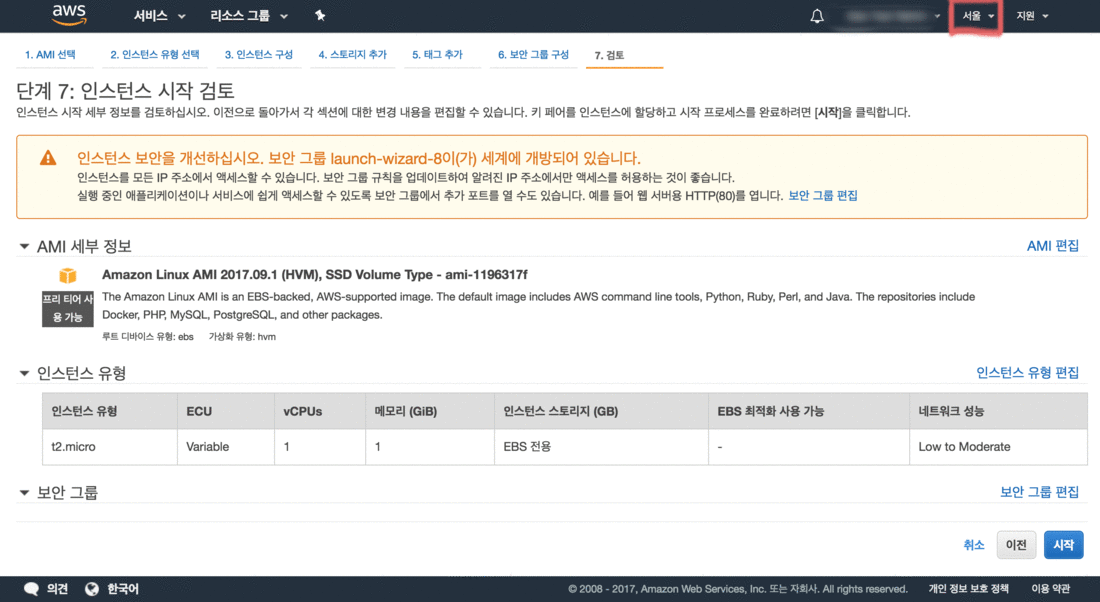 aws 서비스 리소스 그룹 서울 지원
1. AMI 선택 2. 인스턴스 유형 선택 3. 인스턴스 구성 4. 스토리지 추가 5. 태그 추가 6. 보안 그룹 구성 7. 검토
단계 7: 인스턴스 시작 검토
인스턴스 시작 세부 정보를 검토하십시오. 이전으로 돌아가서 각 섹션에 대한 변경 내용을 편집할 수 있습니다. 키 페어를 인스턴스에 할당하고 시작 프로세스를 완료하려면 [시작]을 클릭합니다.
인스턴스 보안을 개선하십시오. 보안 그룹 launch-wizard-8이(가) 세계에 개방되어 있습니다.
인스턴스를 모든 IP 주소에서 액세스할 수 있습니다. 보안 그룹 규칙을 업데이트하여 알려진 IP 주소에서만 액세스를 허용하는 것이 좋습니다.
실행 중인 애플리케이션이나 서비스에 쉽게 액세스할 수 있도록 보안 그룹에서 추가 포트를 열 수도 있습니다. 예를 들어 웹 서버용 HTTP(80)를 엽니다. 보안 그룹 편집
AMI 세부 정보 AMI 편집
Amazon Linux AMI 2017.09.1 (HVM), SSD Volume Type - ami-1196317f
프리 티어 사
용 가능
The Amazon Linux AMI is an EBS-backed, AWS-supported image. The default image includes AWS command line tools, Python, Ruby, Perl, and Java. The repositories include
Docker, PHP, MySQL, PostgreSQL, and other packages.
루트 디바이스 유형: ebs 가상화 유형: hvm
인스턴스 유형 인스턴스 유형 편집
인스턴스 유형 ECU vCPUs 메모리 (GiB) 인스턴스 스토리지 (GB) EBS 최적화 사용 가능 네트워크 성능
t2.micro Variable 1 1 EBS 전용 - Low to Moderate
보안 그룹 보안 그룹 편집
취소 이전 시작
의견 한국어 © 2008 - 2017, Amazon Web Services, Inc. 또는 자회사. All rights reserved. 개인 정보 보호 정책 이용 약관